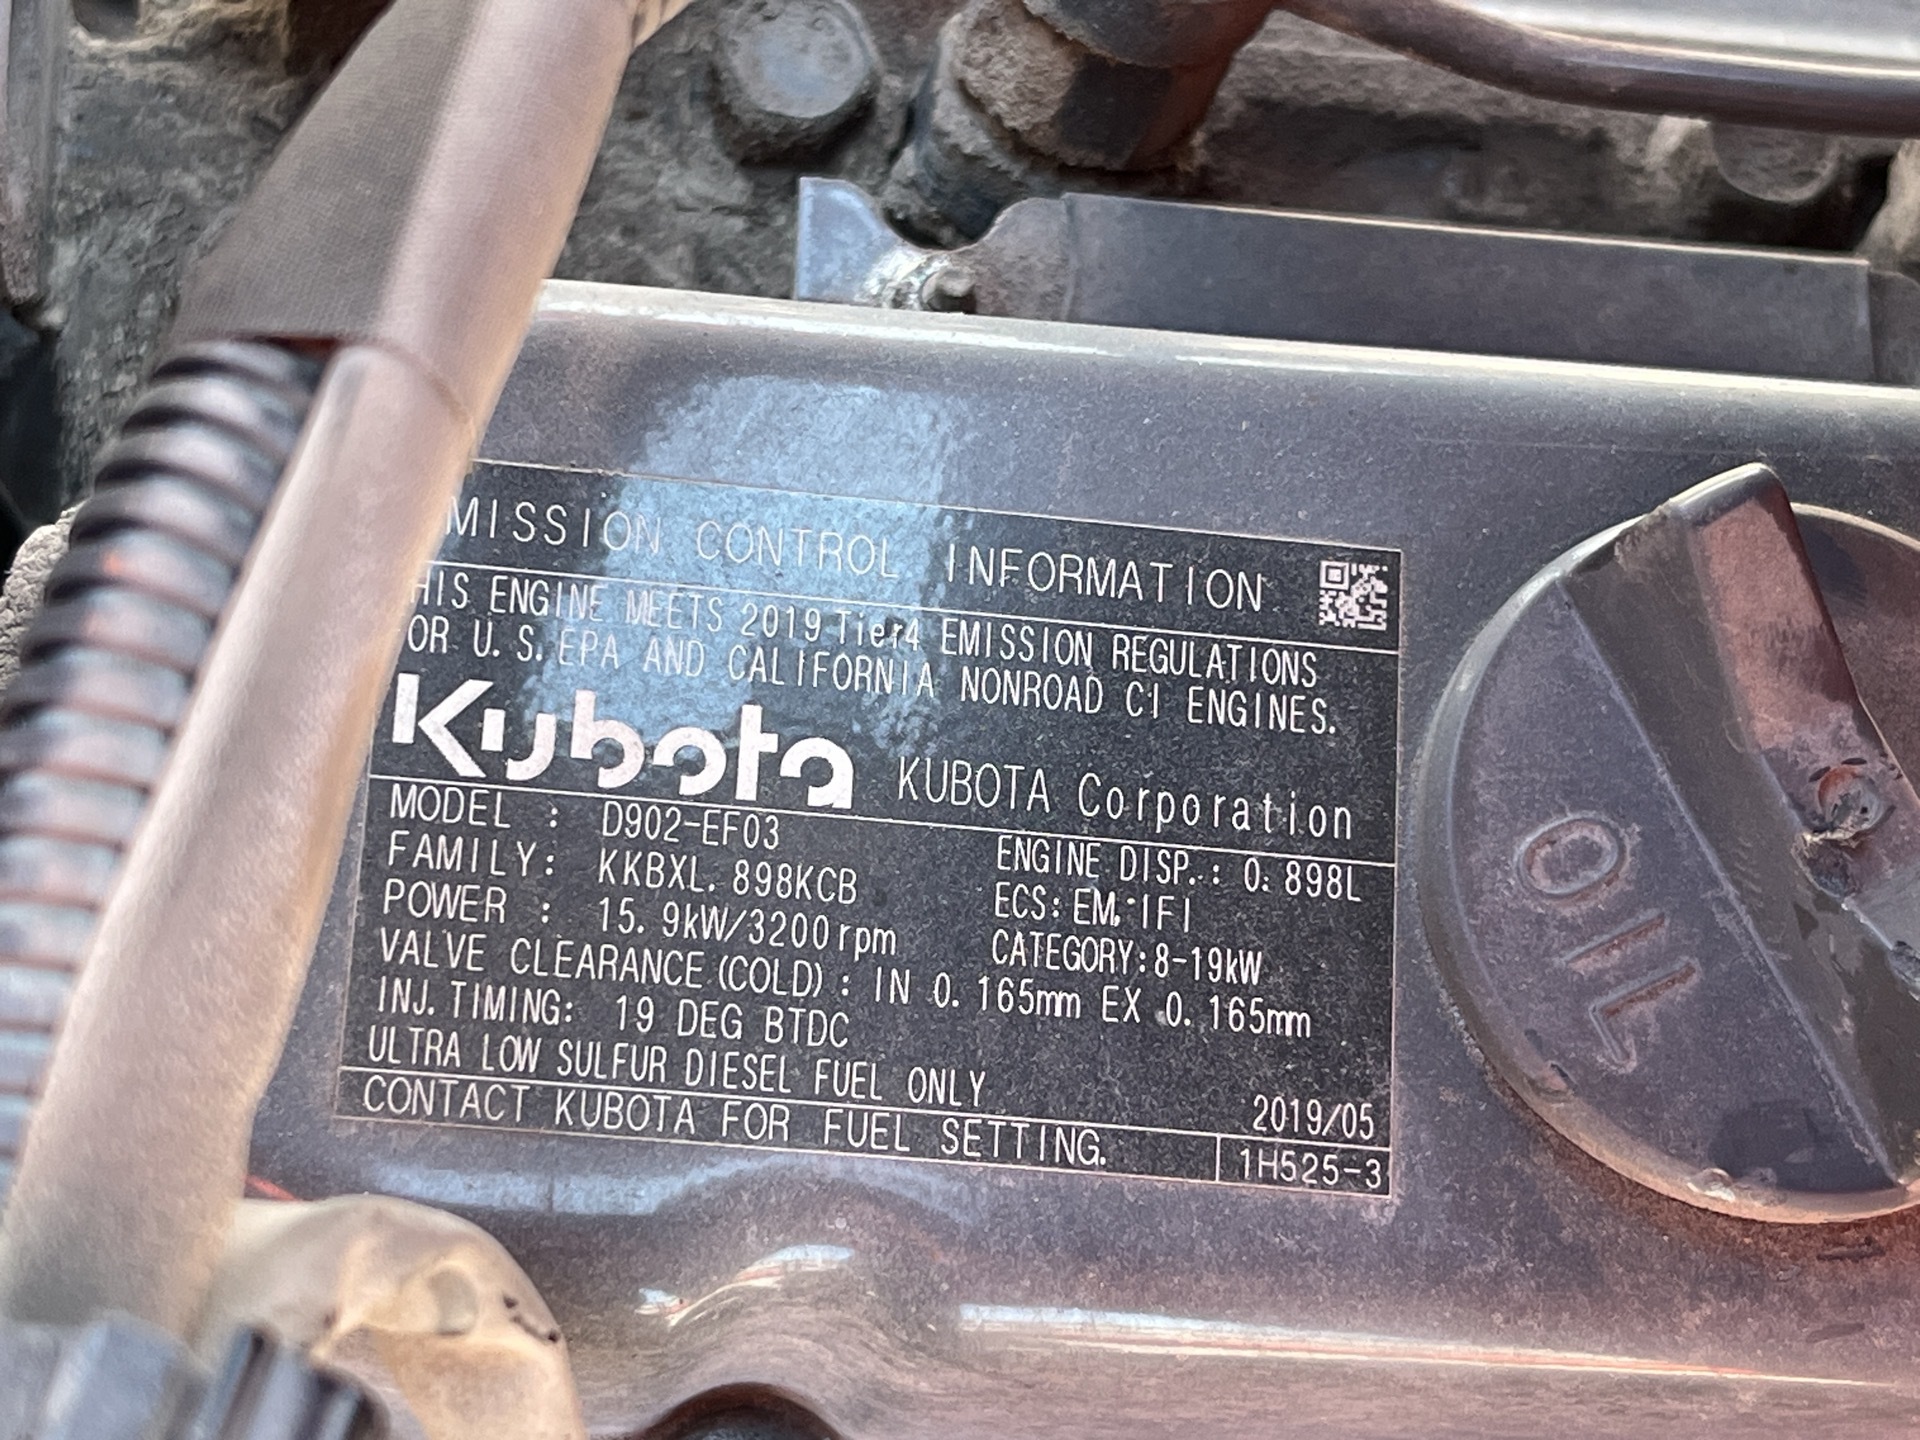 MISSION CONTROL INFORMATION
HIS ENGINE MEETS 2019 Tier4 EMISSION REGULATIONS
OR U.S.EPA AND CALIFORNIA NONROAD CI ENGINES.
Kubota KUBOTA Corporation
MODEL : D902-EF03
ENGINE DISP.: 0.898L
FAMILY: KKBXL.898KCB
ECS:EM, IFI
POWER : 15.9kW/3200rpm
CATEGORY:8-19kW
VALVE CLEARANCE(COLD): IN 0.165mm EX 0.165mm
INJ.TIMING: 19 DEG BTDC
ULTRA LOW SULFUR DIESEL FUEL ONLY
2019/05
CONTACT KUBOTA FOR FUEL SETTING.
1H525-3
OIL